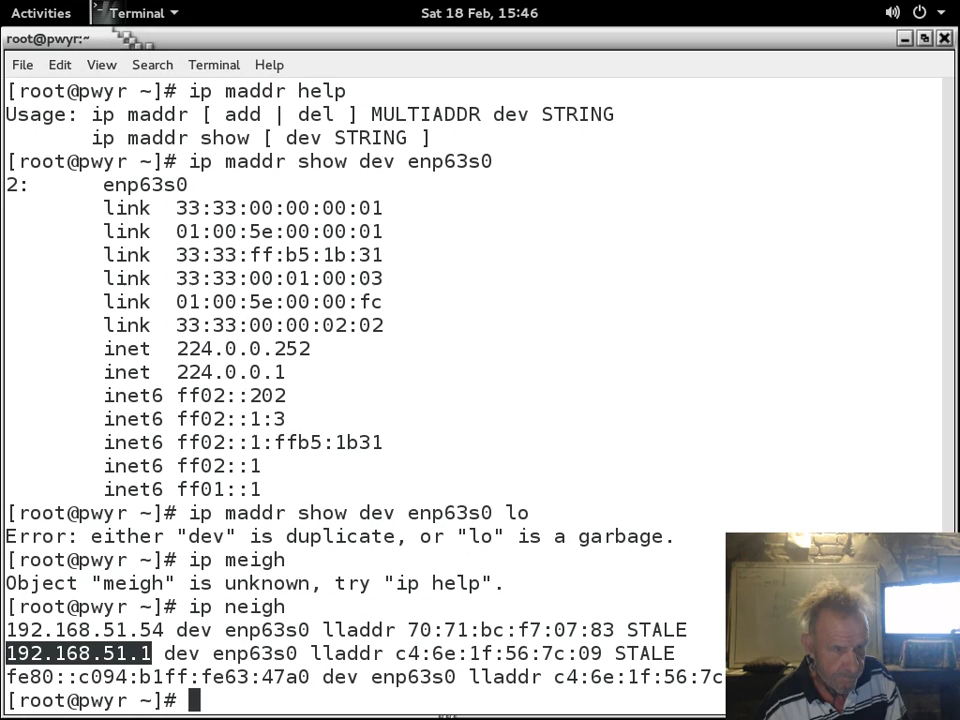 Activities Terminal Sat 18 Feb, 15:46
root@pwyr:~
File Edit View Search Terminal Help
[root@pwyr ~]# ip maddr help
Usage: ip maddr [ add | del ] MULTIADDR dev STRING
       ip maddr show [ dev STRING ]
[root@pwyr ~]# ip maddr show dev enp63s0
2:      enp63s0
        link  33:33:00:00:00:01
        link  01:00:5e:00:00:01
        link  33:33:ff:b5:1b:31
        link  33:33:00:01:00:03
        link  01:00:5e:00:00:fc
        link  33:33:00:00:02:02
        inet  224.0.0.252
        inet  224.0.0.1
        inet6 ff02::202
        inet6 ff02::1:3
        inet6 ff02::1:ffb5:1b31
        inet6 ff02::1
        inet6 ff01::1
[root@pwyr ~]# ip maddr show dev enp63s0 lo
Error: either "dev" is duplicate, or "lo" is a garbage.
[root@pwyr ~]# ip meigh
Object "meigh" is unknown, try "ip help".
[root@pwyr ~]# ip neigh
192.168.51.54 dev enp63s0 lladdr 70:71:bc:f7:07:83 STALE
192.168.51.1 dev enp63s0 lladdr c4:6e:1f:56:7c:09 STALE
fe80::c094:b1ff:fe63:47a0 dev enp63s0 lladdr c4:6e:1f:56:7c
[root@pwyr ~]#